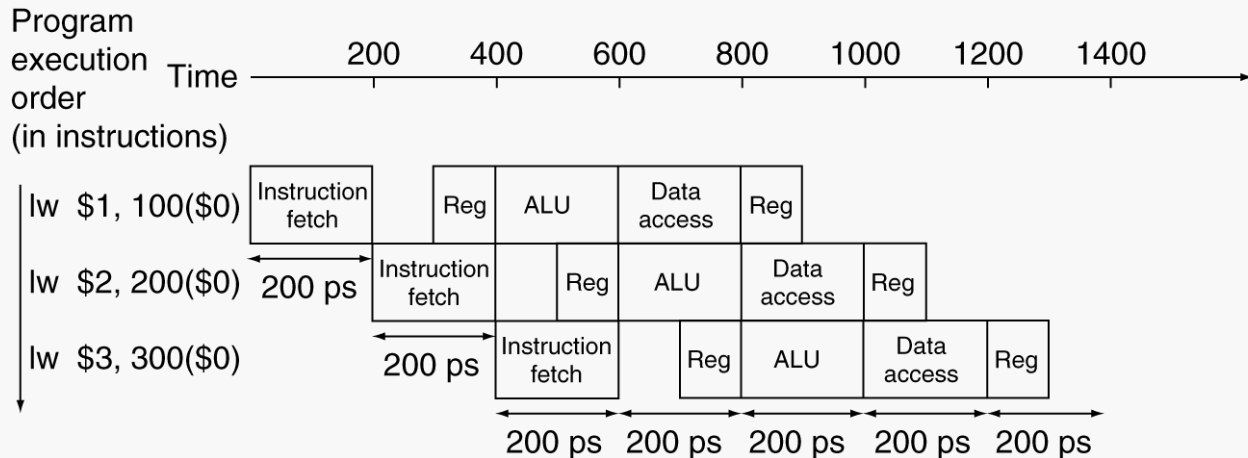 Program
execution
order
(in instructions)
Time
200 400 600 800 1000 1200 1400
lw $1, 100($0)
Instruction
fetch
Reg
ALU
Data
access
Reg
200 ps
lw $2, 200($0)
Instruction
fetch
Reg
ALU
Data
access
Reg
200 ps
lw $3, 300($0)
Instruction
fetch
Reg
ALU
Data
access
Reg
200 ps 200 ps 200 ps 200 ps 200 ps